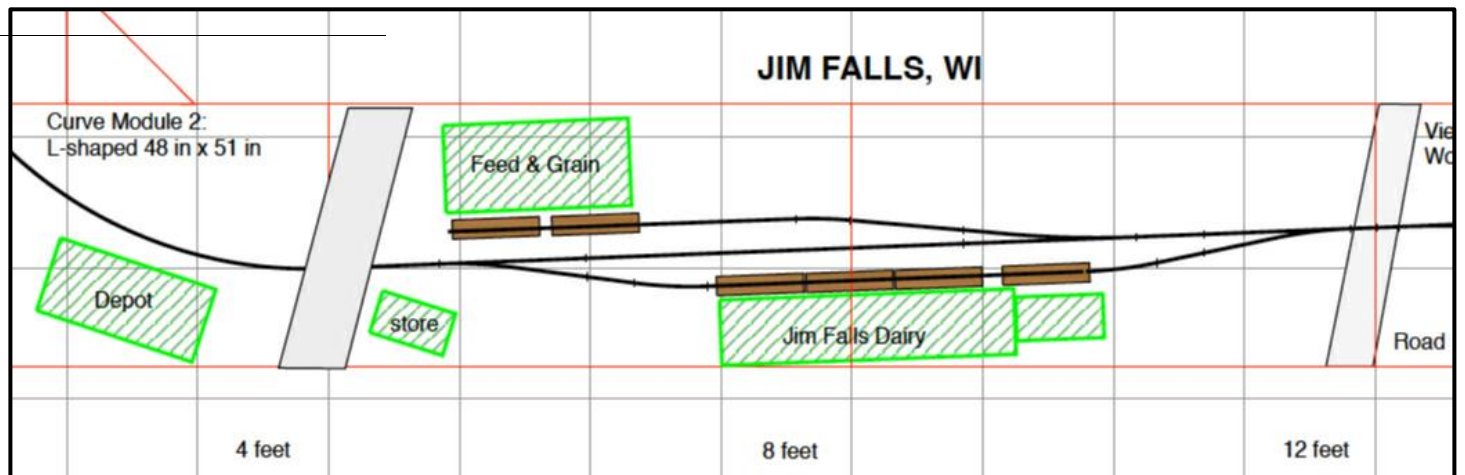 JIM FALLS, WI
Curve Module 2:
L-shaped 48 in x 51 in
Feed & Grain
Depot
store
Jim Falls Dairy
Road
4 feet
8 feet
12 feet